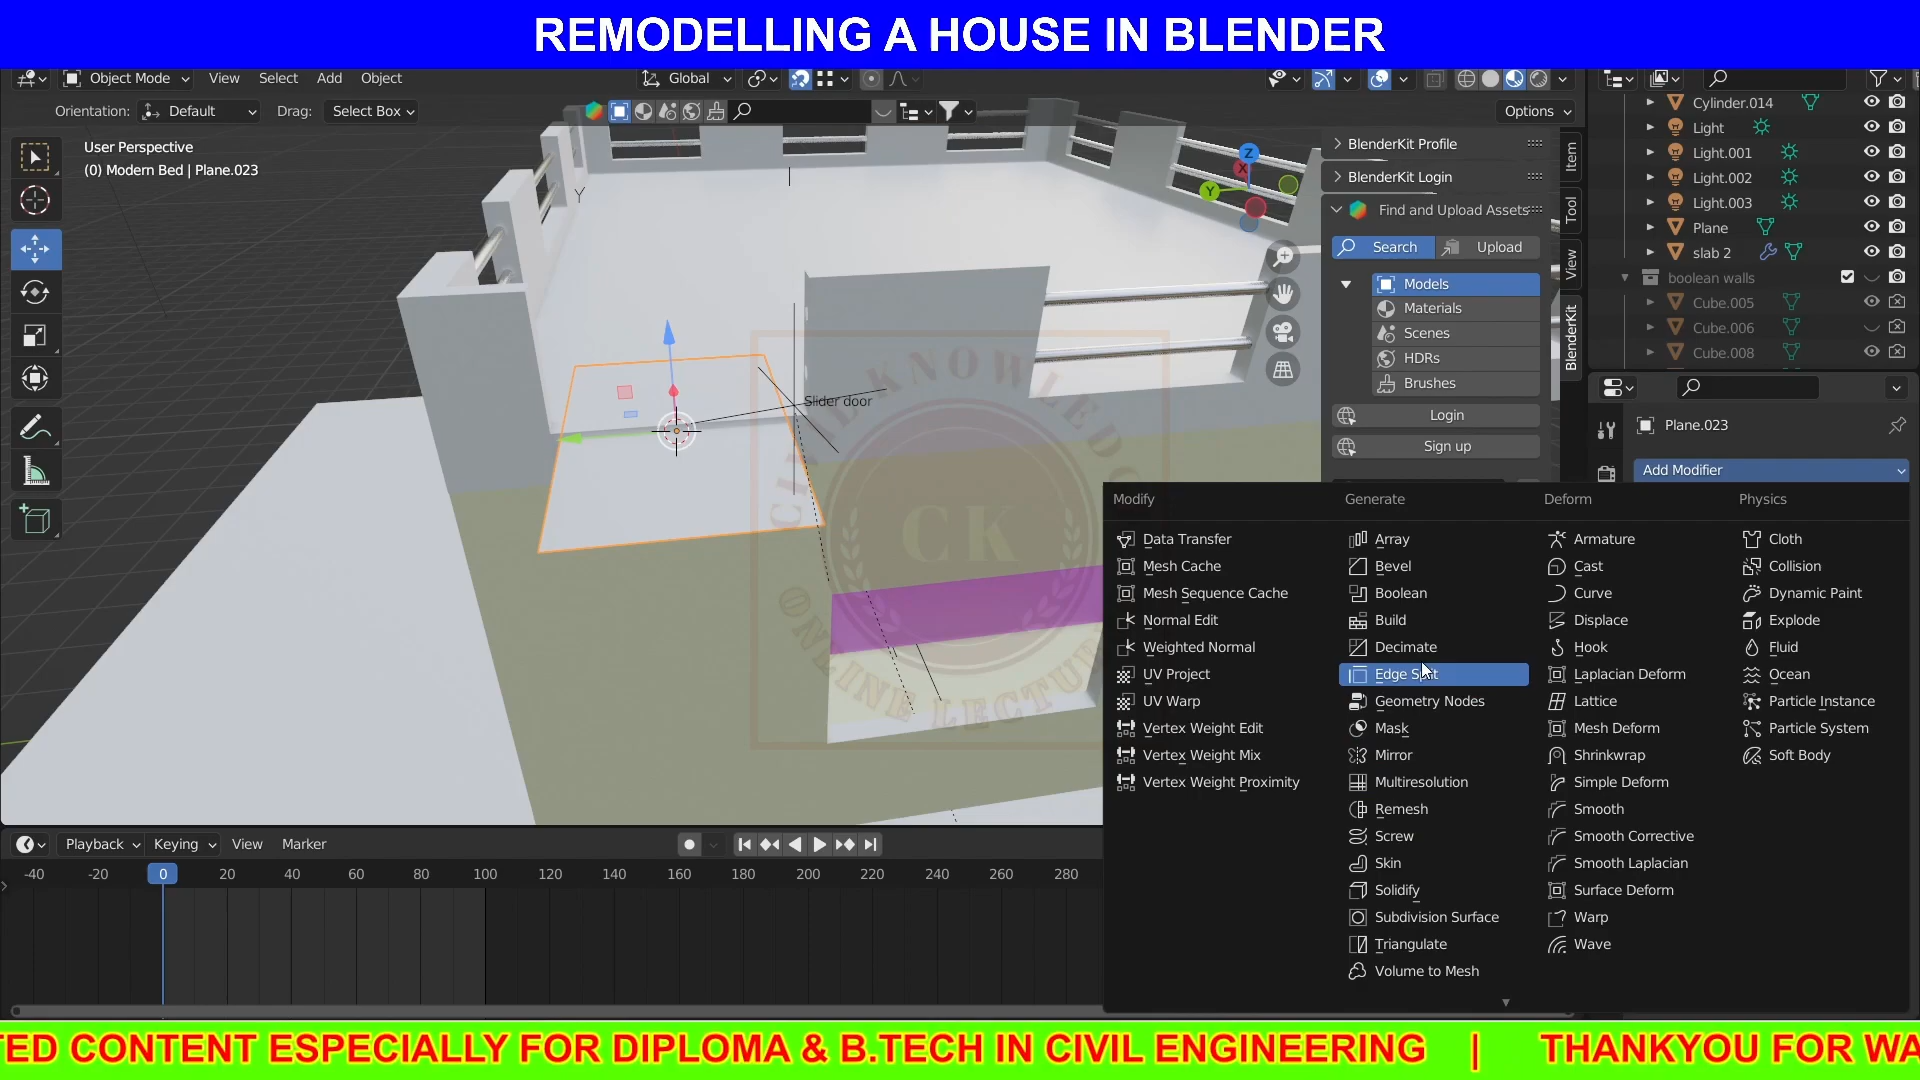 REMODELLING A HOUSE IN BLENDER
Object Mode View Select Add Object Global
Orientation: Default Drag: Select Box Options
User Perspective
(0) Modern Bed | Plane.023
Y
Z
X
Y
Slider door
BlenderKit Profile
BlenderKit Login
Find and Upload Assets
Search Upload
Models
Materials
Scenes
HDRs
Brushes
Login
Sign up
Item
Tool
View
BlenderKit
Cylinder.014
Light
Light.001
Light.002
Light.003
Plane
slab 2
boolean walls
Cube.005
Cube.006
Cube.008
Plane.023
Add Modifier
Modify
Data Transfer
Mesh Cache
Mesh Sequence Cache
Normal Edit
Weighted Normal
UV Project
UV Warp
Vertex Weight Edit
Vertex Weight Mix
Vertex Weight Proximity
Generate
Array
Bevel
Boolean
Build
Decimate
Edge Split
Geometry Nodes
Mask
Mirror
Multiresolution
Remesh
Screw
Skin
Solidify
Subdivision Surface
Triangulate
Volume to Mesh
Deform
Armature
Cast
Curve
Displace
Hook
Laplacian Deform
Lattice
Mesh Deform
Shrinkwrap
Simple Deform
Smooth
Smooth Corrective
Smooth Laplacian
Surface Deform
Warp
Wave
Physics
Cloth
Collision
Dynamic Paint
Explode
Fluid
Ocean
Particle Instance
Particle System
Soft Body
CK
Playback Keying View Marker
-40 -20 0 20 40 60 80 100 120 140 160 180 200 220 240 260 280
TED CONTENT ESPECIALLY FOR DIPLOMA & B.TECH IN CIVIL ENGINEERING | THANKYOU FOR WA